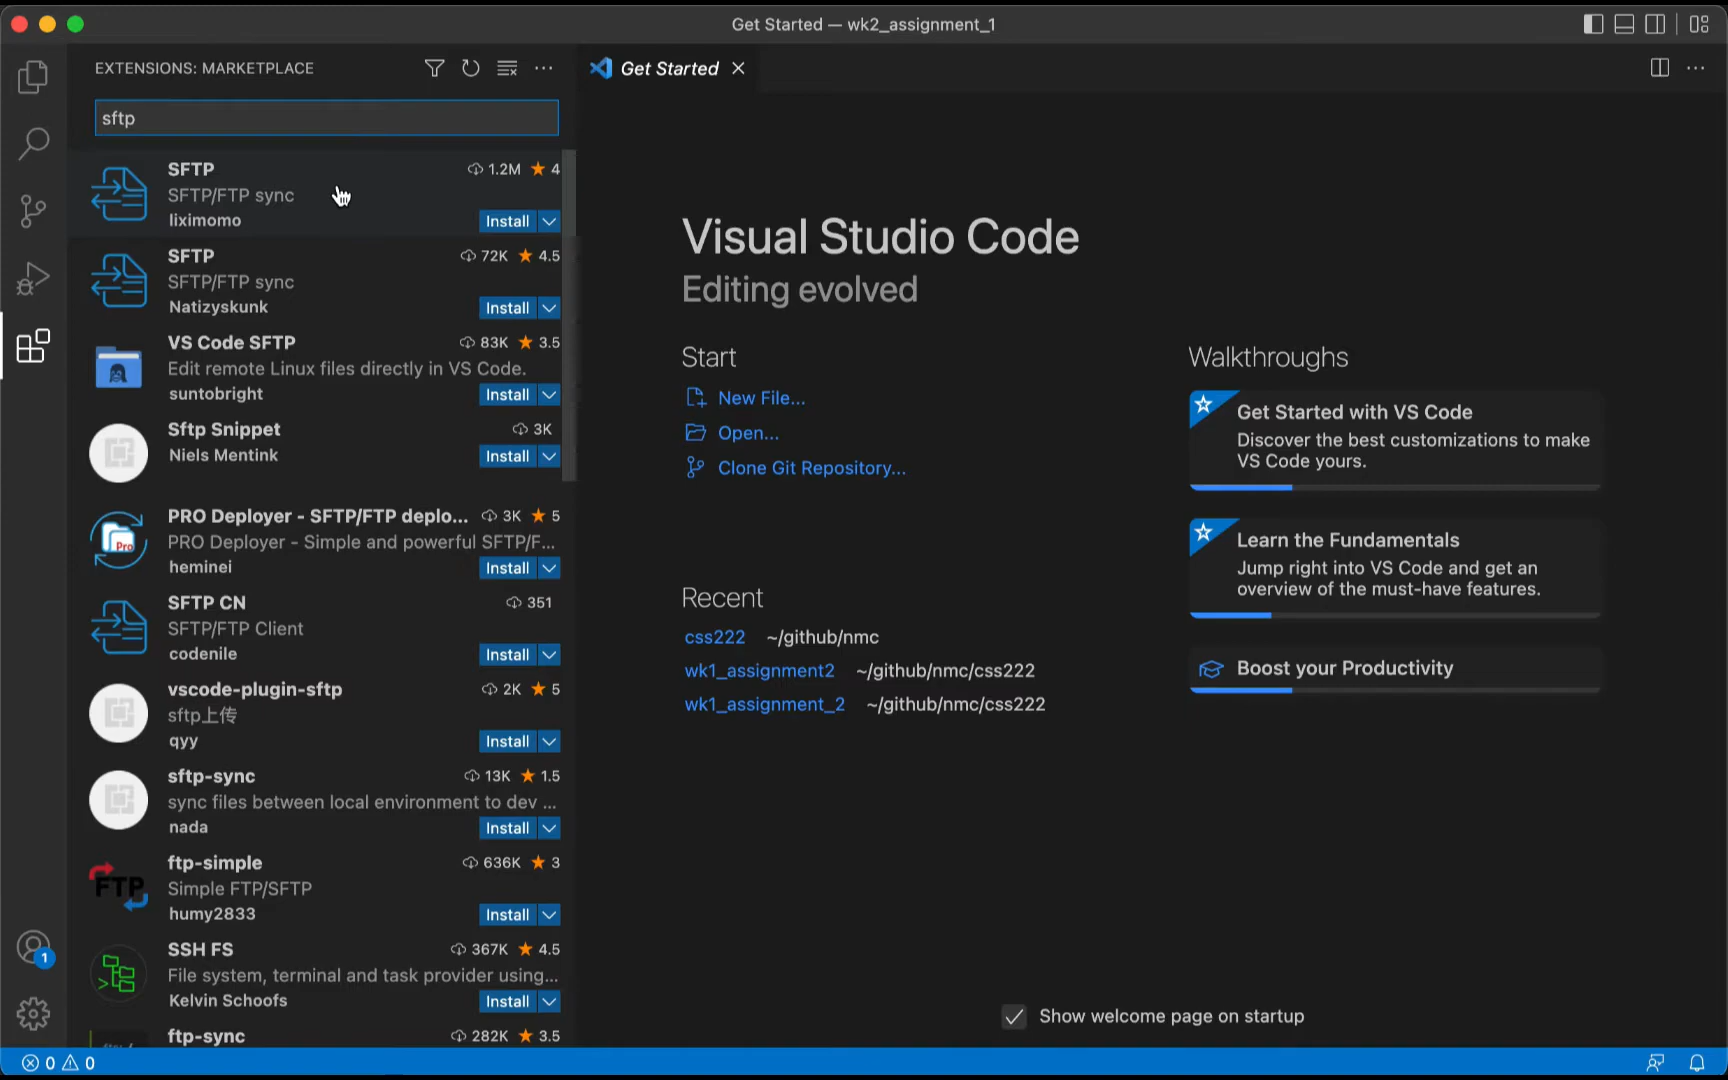 Get Started — wk2_assignment_1
EXTENSIONS: MARKETPLACE
Get Started
sftp
SFTP 1.2M 4
SFTP/FTP sync
liximomo Install
SFTP 72K 4.5
SFTP/FTP sync
Natizyskunk Install
VS Code SFTP 83K 3.5
Edit remote Linux files directly in VS Code.
suntobright Install
Sftp Snippet 3K
Niels Mentink Install
PRO Deployer - SFTP/FTP deplo... 3K 5
PRO Deployer - Simple and powerful SFTP/F...
heminei Install
SFTP CN 351
SFTP/FTP Client
codenile Install
vscode-plugin-sftp 2K 5
sftp上传
qyy Install
sftp-sync 13K 1.5
sync files between local environment to dev ...
nada Install
ftp-simple 636K 3
Simple FTP/SFTP
humy2833 Install
SSH FS 367K 4.5
File system, terminal and task provider using...
Kelvin Schoofs Install
ftp-sync 282K 3.5
Pro
FTP
1
Visual Studio Code
Editing evolved
Start
New File...
Open...
Clone Git Repository...
Recent
css222 ~/github/nmc
wk1_assignment2 ~/github/nmc/css222
wk1_assignment_2 ~/github/nmc/css222
Walkthroughs
Get Started with VS Code
Discover the best customizations to make
VS Code yours.
Learn the Fundamentals
Jump right into VS Code and get an
overview of the must-have features.
Boost your Productivity
Show welcome page on startup
0 0